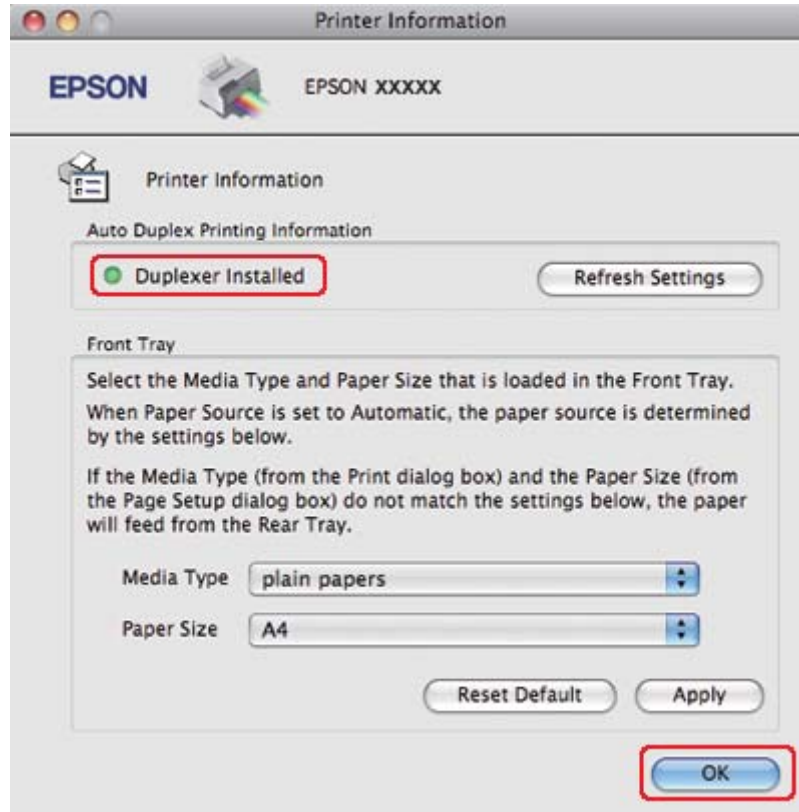 Printer Information
EPSON
EPSON XXXXX
Printer Information
Auto Duplex Printing Information
Duplexer Installed
Refresh Settings
Front Tray
Select the Media Type and Paper Size that is loaded in the Front Tray.
When Paper Source is set to Automatic, the paper source is determined
by the settings below.
If the Media Type (from the Print dialog box) and the Paper Size (from
the Page Setup dialog box) do not match the settings below, the paper
will feed from the Rear Tray.
Media Type plain papers
Paper Size A4
Reset Default Apply
OK